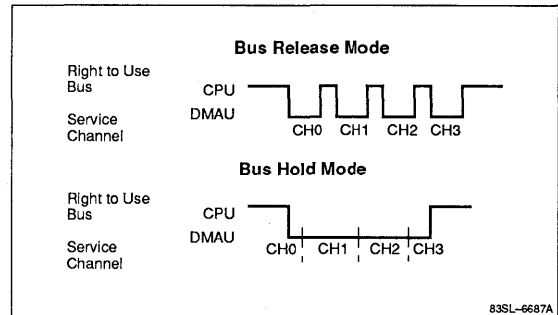 Bus Release Mode
Right to Use
Bus
CPU
DMAU
Service
Channel
CH0 CH1 CH2 CH3
Bus Hold Mode
Right to Use
Bus
CPU
DMAU
Service
Channel
CH0 CH1 CH2 CH3
83SL-6687A